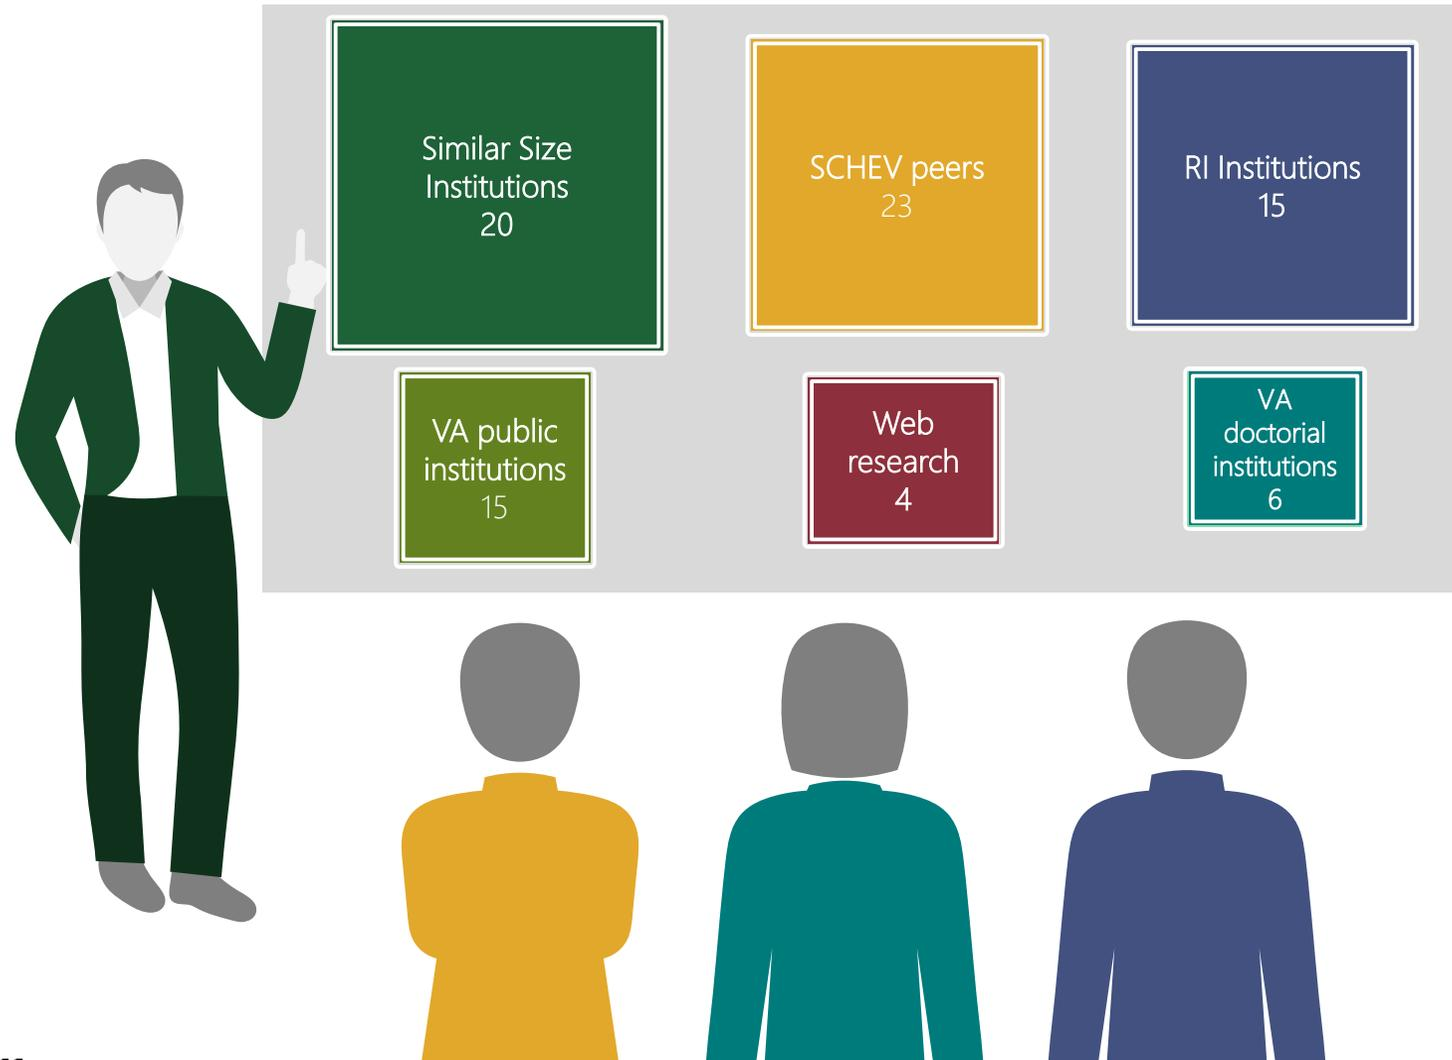 Similar Size
Institutions
20
SCHEV peers
23
RI Institutions
15
VA public
institutions
15
Web
research
4
VA
doctorial
institutions
6